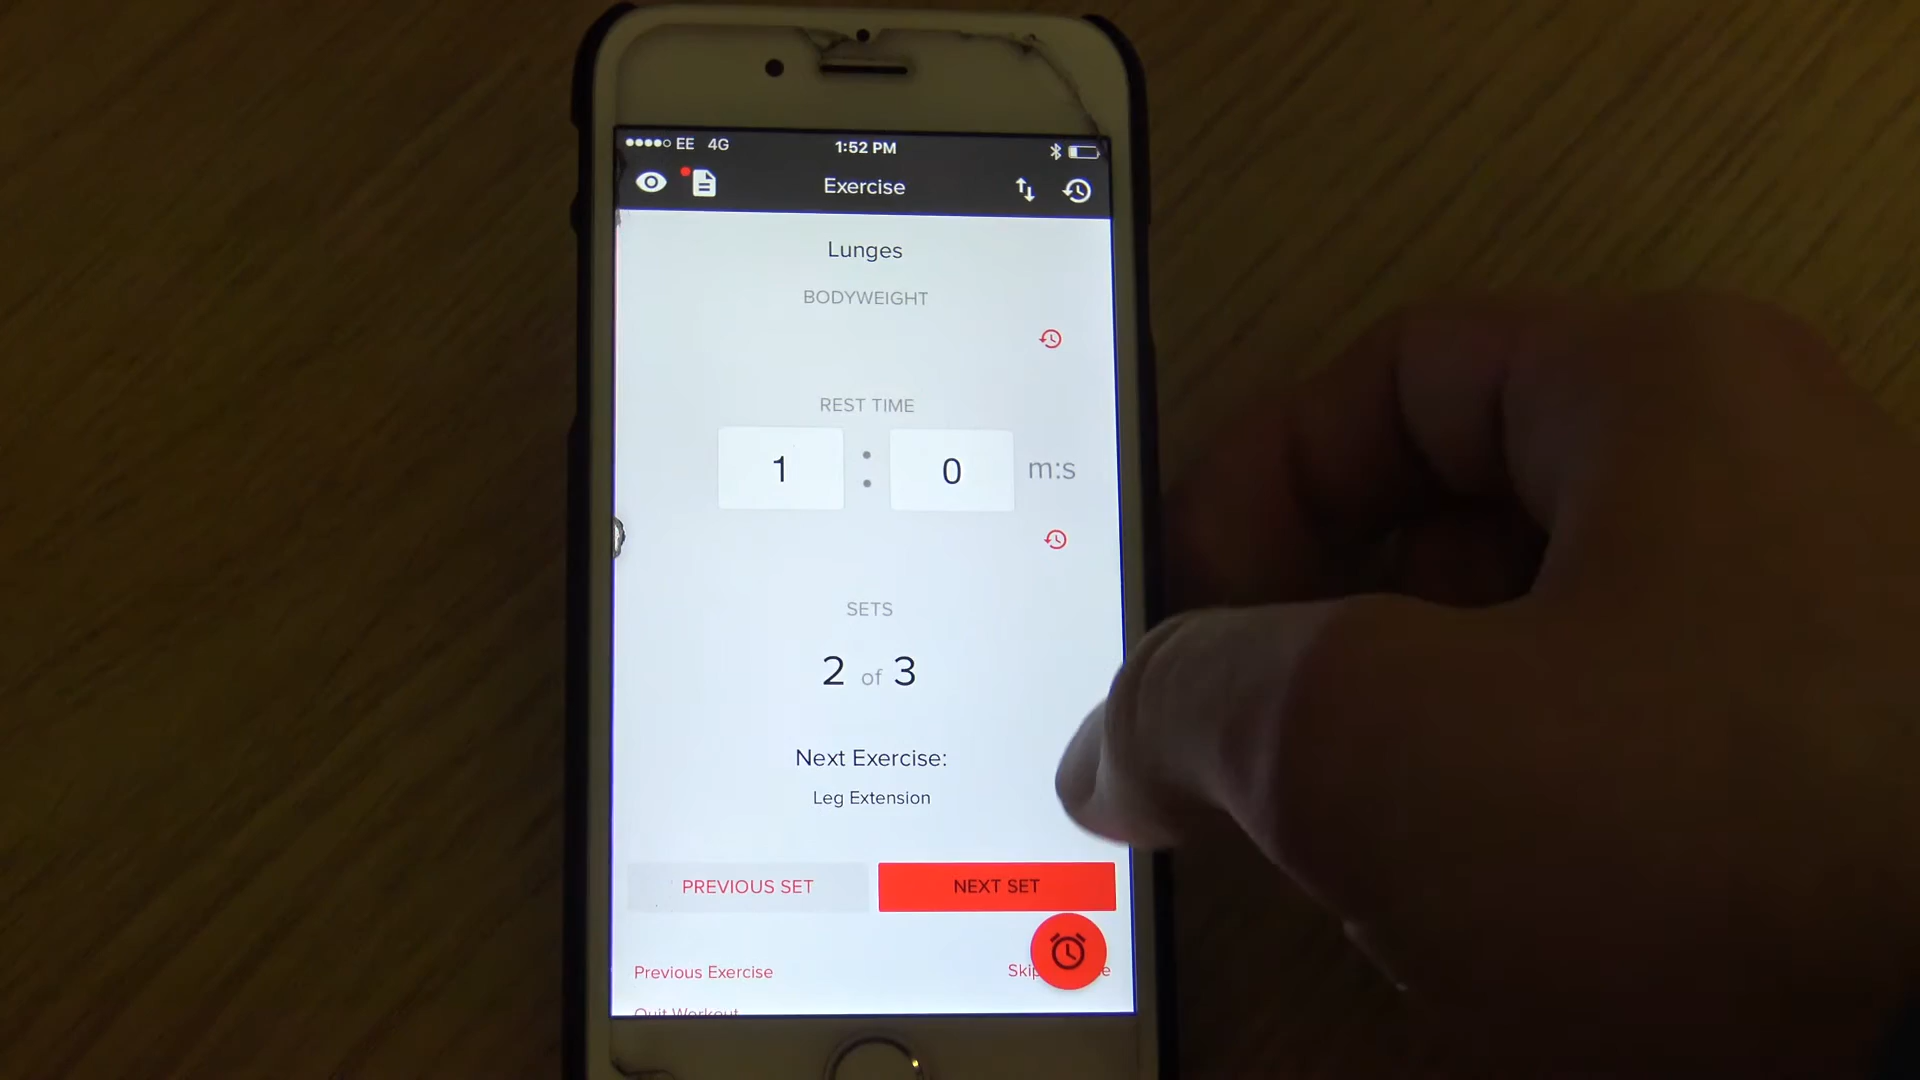 EE 4G 1:52 PM
Exercise
Lunges
BODYWEIGHT
REST TIME
1 : 0 m:s
SETS
2 of 3
Next Exercise:
Leg Extension
PREVIOUS SET NEXT SET
Previous Exercise
Quit Workout